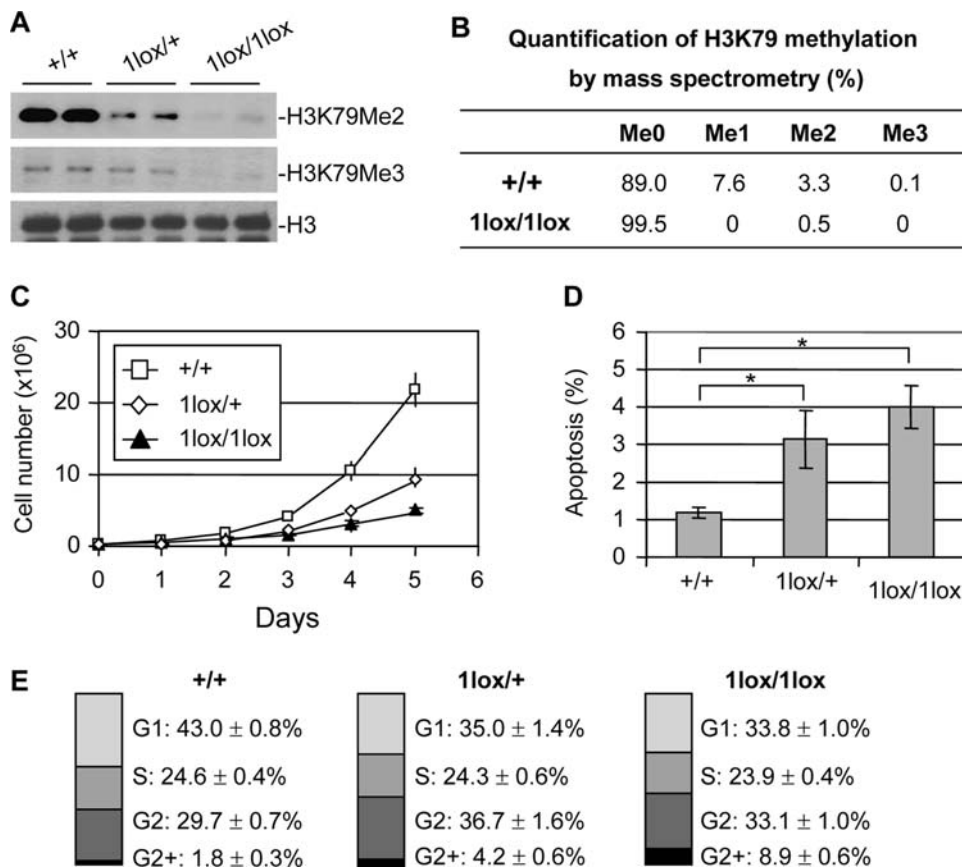 A
+/+ 1lox/+ 1lox/1lox
-H3K79Me2
-H3K79Me3
-H3
B Quantification of H3K79 methylation
by mass spectrometry (%)
Me0 Me1 Me2 Me3
+/+ 89.0 7.6 3.3 0.1
1lox/1lox 99.5 0 0.5 0
C
Cell number (x10⁶)
30
20
10
0
0 1 2 3 4 5 6
Days
+/+
1lox/+
1lox/1lox
D
Apoptosis (%)
6
5
4
3
2
1
0
*
*
+/+ 1lox/+ 1lox/1lox
E
+/+
G1: 43.0 ± 0.8%
S: 24.6 ± 0.4%
G2: 29.7 ± 0.7%
G2+: 1.8 ± 0.3%
1lox/+
G1: 35.0 ± 1.4%
S: 24.3 ± 0.6%
G2: 36.7 ± 1.6%
G2+: 4.2 ± 0.6%
1lox/1lox
G1: 33.8 ± 1.0%
S: 23.9 ± 0.4%
G2: 33.1 ± 1.0%
G2+: 8.9 ± 0.6%